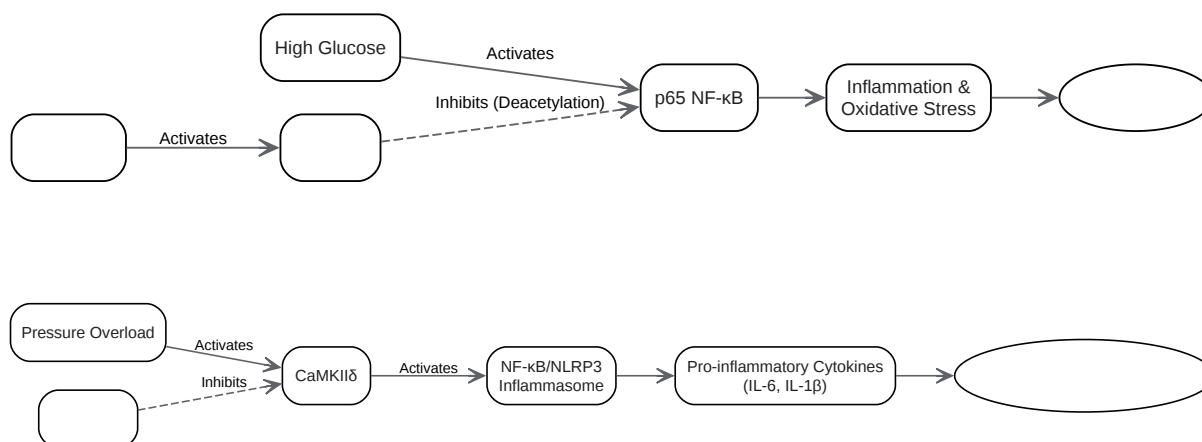 High Glucose
Activates
Inhibits (Deacetylation)
p65 NF-κB
Inflammation &
Oxidative Stress
Activates
Pressure Overload
Activates
Inhibits
CaMKIIδ
Activates
NF-κB/NLRP3
Inflammasome
Pro-inflammatory Cytokines
(IL-6, IL-1β)